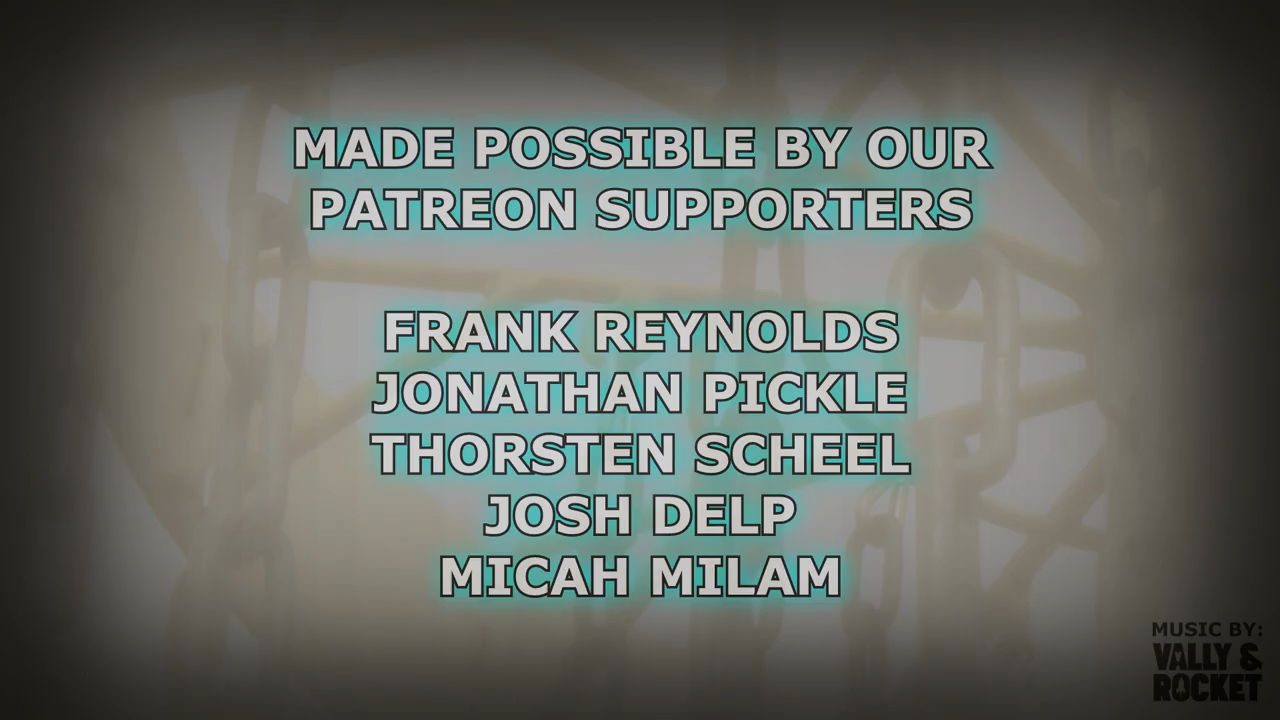 MADE POSSIBLE BY OUR
PATREON SUPPORTERS
FRANK REYNOLDS
JONATHAN PICKLE
THORSTEN SCHEEL
JOSH DELP
MICAH MILAM
MUSIC BY:
VALLY &
ROCKET